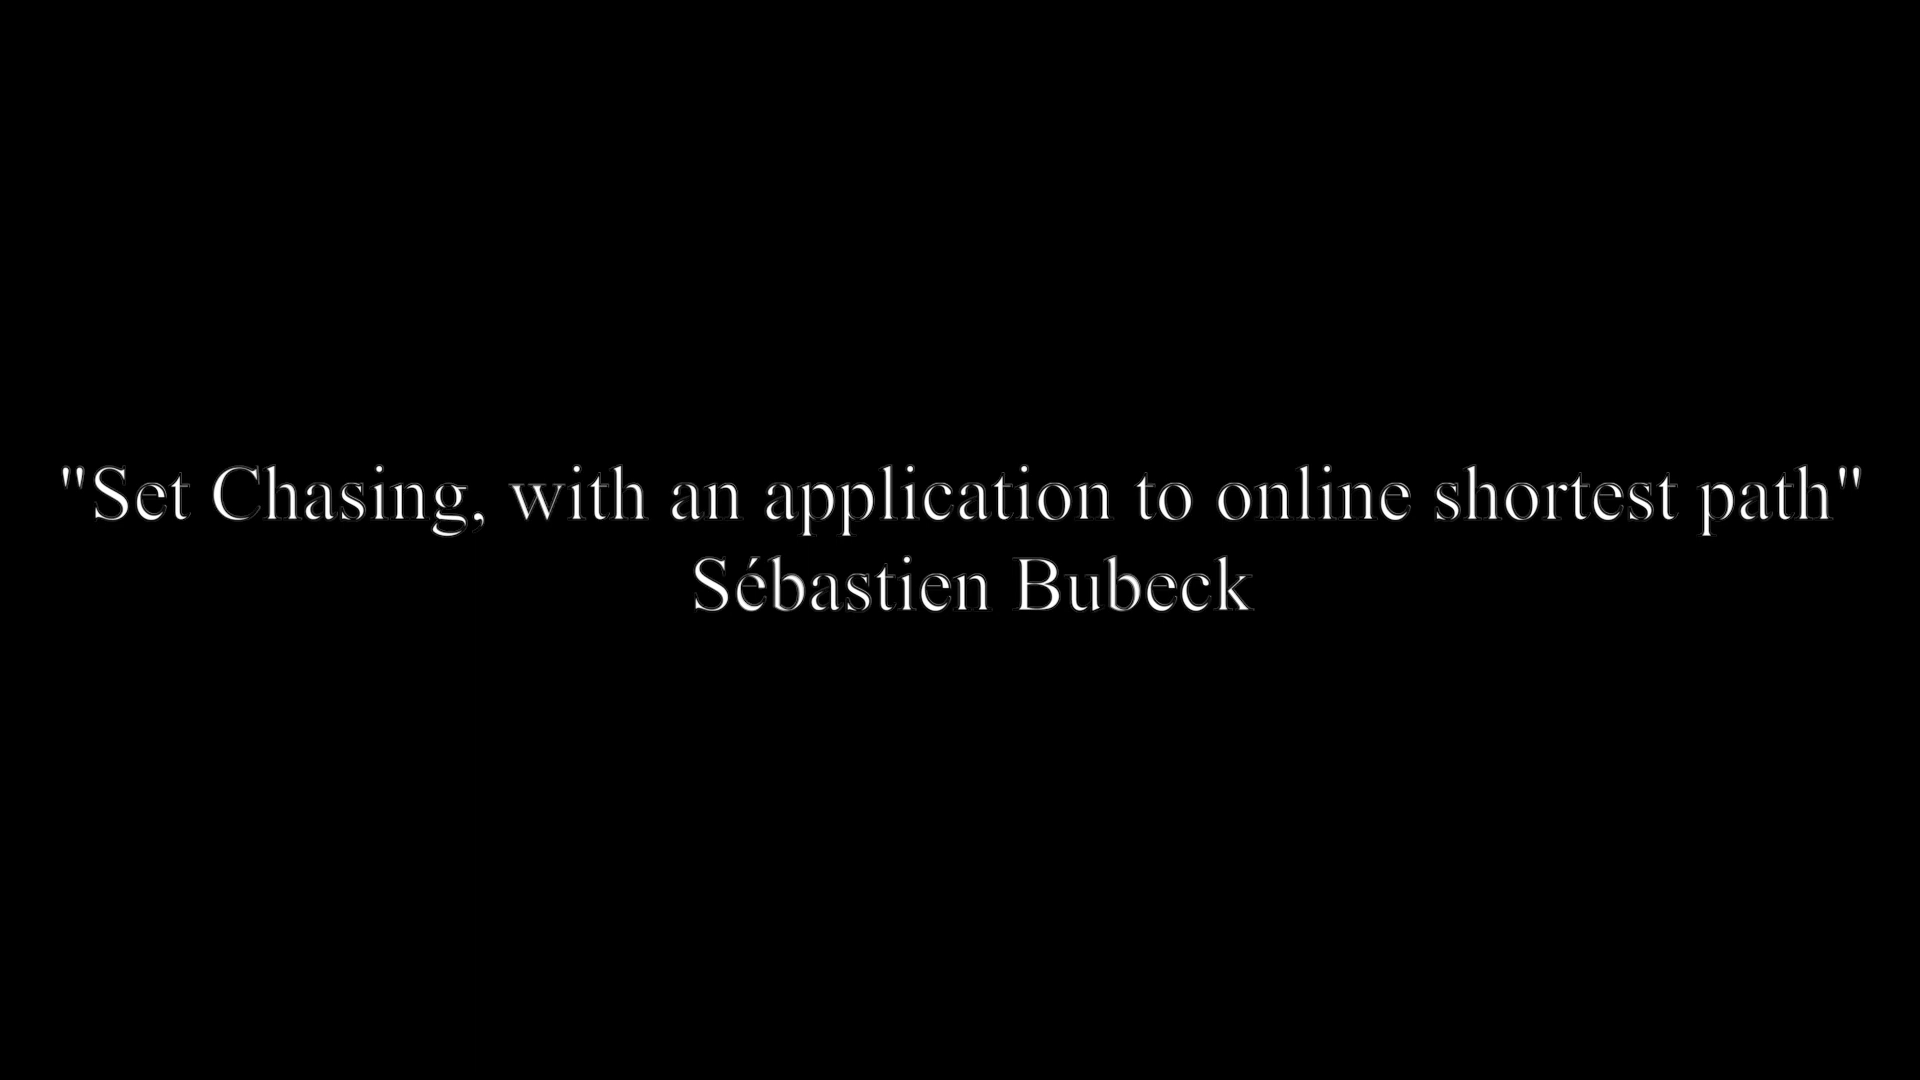 "Set Chasing, with an application to online shortest path"
Sébastien Bubeck